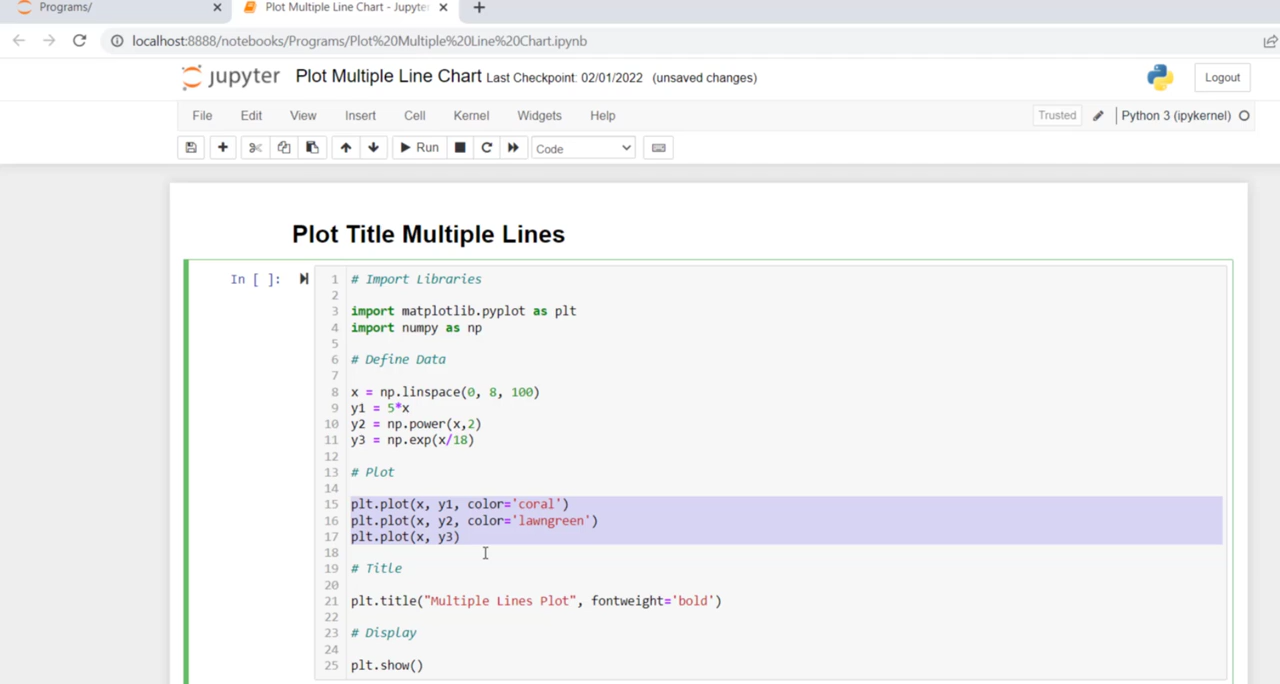 Programs/
Plot Multiple Line Chart - Jupyter
localhost:8888/notebooks/Programs/Plot%20Multiple%20Line%20Chart.ipynb
jupyter Plot Multiple Line Chart Last Checkpoint: 02/01/2022 (unsaved changes)
Logout
File Edit View Insert Cell Kernel Widgets Help
Trusted
Python 3 (ipykernel)
Run
Code
Plot Title Multiple Lines
In [ ]:
1 # Import Libraries
2
3 import matplotlib.pyplot as plt
4 import numpy as np
5
6 # Define Data
7
8 x = np.linspace(0, 8, 100)
9 y1 = 5*x
10 y2 = np.power(x,2)
11 y3 = np.exp(x/18)
12
13 # Plot
14
15 plt.plot(x, y1, color='coral')
16 plt.plot(x, y2, color='lawngreen')
17 plt.plot(x, y3)
18
19 # Title
20
21 plt.title("Multiple Lines Plot", fontweight='bold')
22
23 # Display
24
25 plt.show()